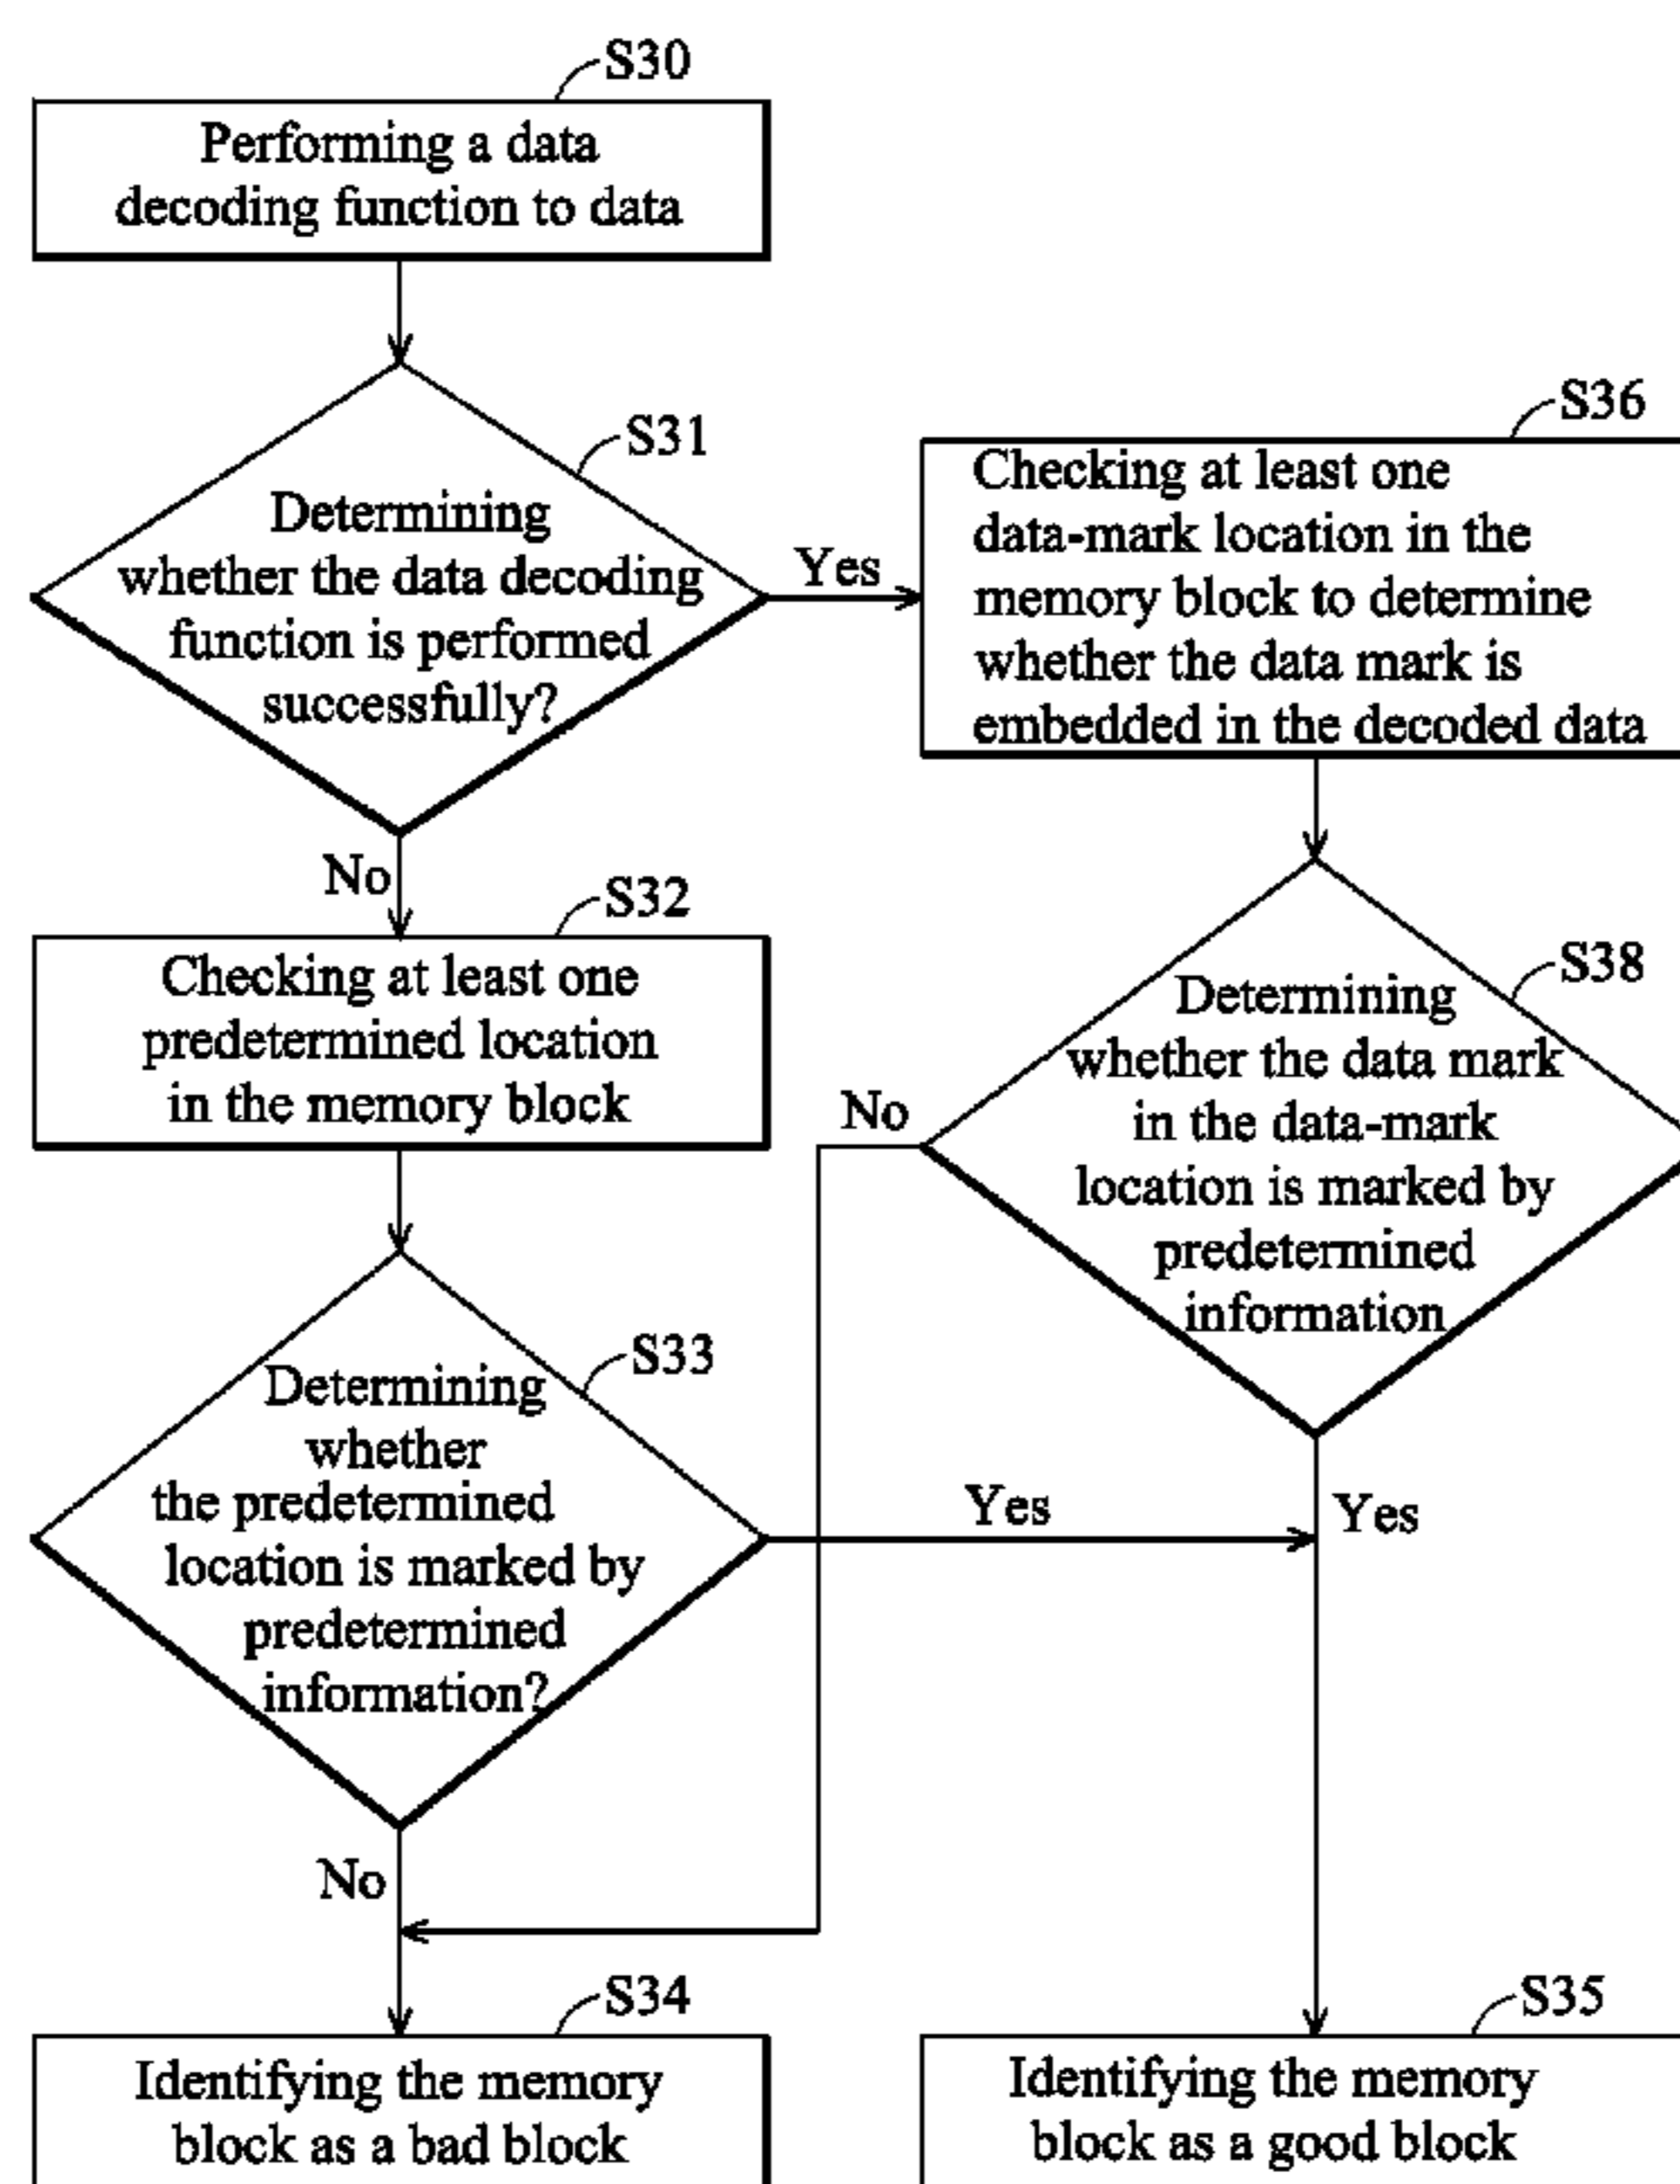 S30
Performing a data
decoding function to data
S31
Determining
whether the data decoding
function is performed
successfully?
Yes
No
S36
Checking at least one
data-mark location in the
memory block to determine
whether the data mark is
embedded in the decoded data
S32
Checking at least one
predetermined location
in the memory block
S38
Determining
whether the data mark
in the data-mark
location is marked by
predetermined
information
No
Yes
S33
Determining
whether
the predetermined
location is marked by
predetermined
information?
Yes
No
S34
Identifying the memory
block as a bad block
S35
Identifying the memory
block as a good block